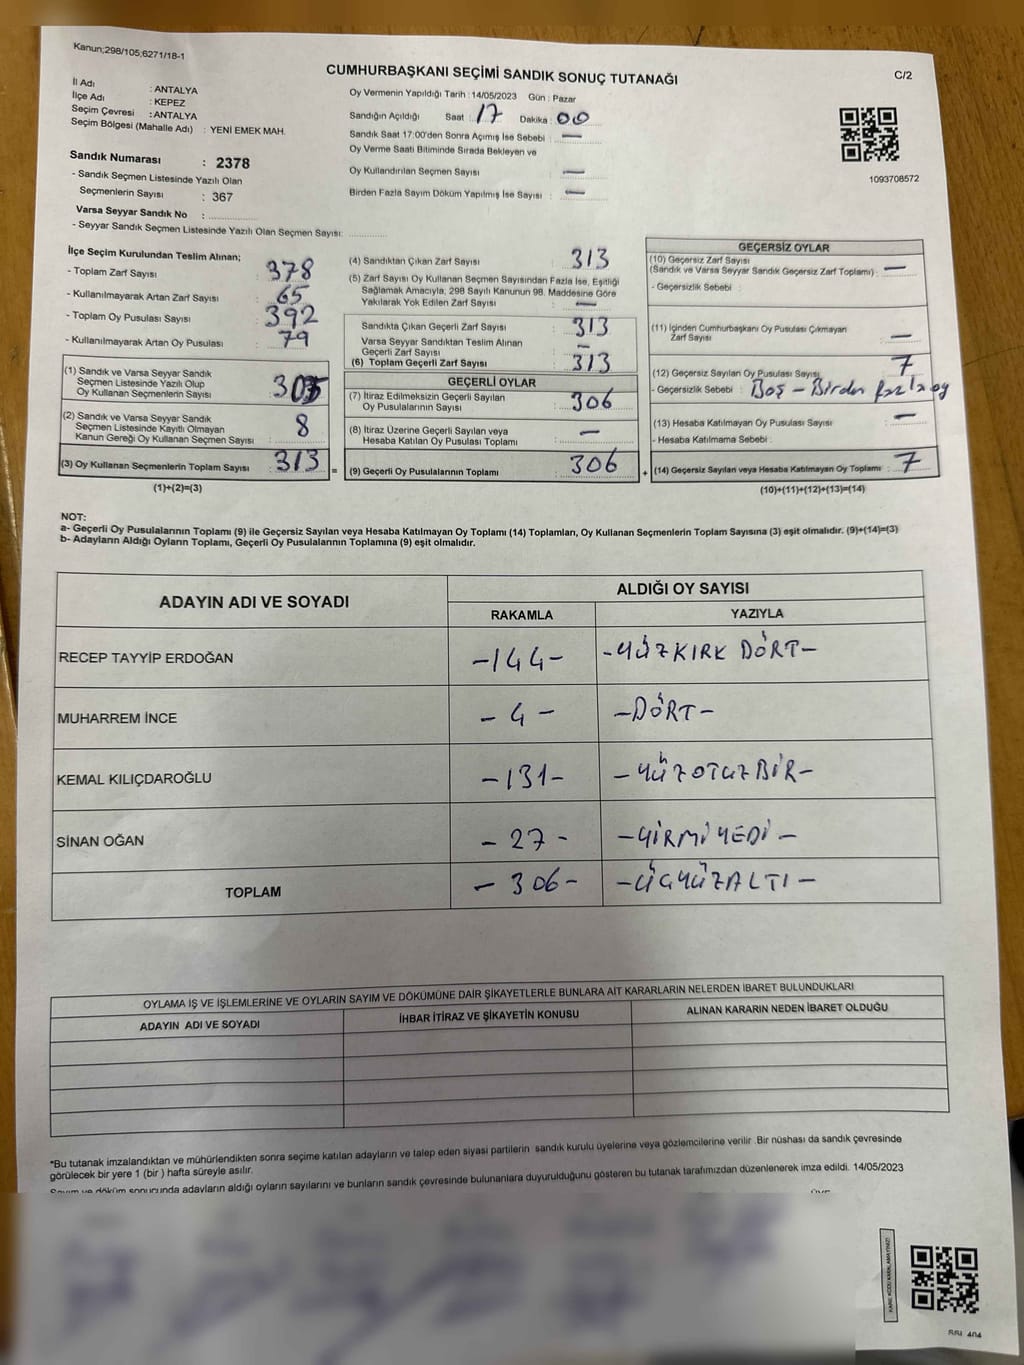 Kanun;298/105,6271/18-1
CUMHURBAŞKANI SEÇİMİ SANDIK SONUÇ TUTANAĞI
C/2
İl Adı : ANTALYA
İlçe Adı : KEPEZ
Seçim Çevresi : ANTALYA
Seçim Bölgesi (Mahalle Adı) : YENİ EMEK MAH.
Sandık Numarası : 2378
- Sandık Seçmen Listesinde Yazılı Olan
Seçmenlerin Sayısı : 367
Varsa Seyyar Sandık No :
- Seyyar Sandık Seçmen Listesinde Yazılı Olan Seçmen Sayısı:
Oy Vermenin Yapıldığı Tarih : 14/05/2023 Gün : Pazar
Sandığın Açıldığı Saat : 17 Dakika : 00
Sandık Saat 17:00'den Sonra Açımış İse Sebebi : —
Oy Verme Saati Bitiminde Sırada Bekleyen ve
Oy Kullandırılan Seçmen Sayısı : —
Birden Fazla Sayım Döküm Yapılmış İse Sayısı : —
1093708572
İlçe Seçim Kurulundan Teslim Alınan;
- Toplam Zarf Sayısı : 378
- Kullanılmayarak Artan Zarf Sayısı : 65
- Toplam Oy Pusulası Sayısı : 392
- Kullanılmayarak Artan Oy Pusulası : 79
(1) Sandık ve Varsa Seyyar Sandık
Seçmen Listesinde Yazılı Olup
Oy Kullanan Seçmenlerin Sayısı : 305
(2) Sandık ve Varsa Seyyar Sandık
Seçmen Listesinde Kayıtlı Olmayan
Kanun Gereği Oy Kullanan Seçmen Sayısı : 8
(3) Oy Kullanan Seçmenlerin Toplam Sayısı : 313 =
(1)+(2)=(3)
(4) Sandıktan Çıkan Zarf Sayısı : 313
(5) Zarf Sayısı Oy Kullanan Seçmen Sayısından Fazla İse, Eşitliği
Sağlamak Amacıyla, 298 Sayılı Kanunun 98. Maddesine Göre
Yakılarak Yok Edilen Zarf Sayısı : —
Sandıkta Çıkan Geçerli Zarf Sayısı : 313
Varsa Seyyar Sandıktan Teslim Alınan
Geçerli Zarf Sayısı : —
(6) Toplam Geçerli Zarf Sayısı : 313
GEÇERLİ OYLAR
(7) İtiraz Edilmeksizin Geçerli Sayılan
Oy Pusulalarının Sayısı : 306
(8) İtiraz Üzerine Geçerli Sayılan veya
Hesaba Katılan Oy Pusulası Toplamı : —
(9) Geçerli Oy Pusulalarının Toplamı : 306 +
GEÇERSİZ OYLAR
(10) Geçersiz Zarf Sayısı
(Sandık ve Varsa Seyyar Sandık Geçersiz Zarf Toplamı) : —
- Geçersizlik Sebebi :
(11) İçinden Cumhurbaşkanı Oy Pusulası Çıkmayan
Zarf Sayısı : —
(12) Geçersiz Sayılan Oy Pusulası Sayısı : 7
- Geçersizlik Sebebi : Boş – Birden fazla oy
(13) Hesaba Katılmayan Oy Pusulası Sayısı : —
- Hesaba Katılmama Sebebi :
(14) Geçersiz Sayılan veya Hesaba Katılmayan Oy Toplamı : 7
(10)+(11)+(12)+(13)=(14)
NOT:
a- Geçerli Oy Pusulalarının Toplamı (9) ile Geçersiz Sayılan veya Hesaba Katılmayan Oy Toplamı (14) Toplamları, Oy Kullanan Seçmenlerin Toplam Sayısına (3) eşit olmalıdır. (9)+(14)=(3)
b- Adayların Aldığı Oyların Toplamı, Geçerli Oy Pusulalarının Toplamına (9) eşit olmalıdır.
ADAYIN ADI VE SOYADI
ALDIĞI OY SAYISI
RAKAMLA YAZIYLA
RECEP TAYYİP ERDOĞAN -144- -YÜZKIRK DÖRT-
MUHARREM İNCE -4- -DÖRT-
KEMAL KILIÇDAROĞLU -131- -YÜZOTUZBİR-
SİNAN OĞAN -27- -YİRMİYEDİ-
TOPLAM -306- -ÜÇYÜZALTI-
OYLAMA İŞ VE İŞLEMLERİNE VE OYLARIN SAYIM VE DÖKÜMÜNE DAİR ŞİKAYETLERLE BUNLARA AİT KARARLARIN NELERDEN İBARET BULUNDUKLARI
ADAYIN ADI VE SOYADI İHBAR İTİRAZ VE ŞİKAYETİN KONUSU ALINAN KARARIN NEDEN İBARET OLDUĞU
*Bu tutanak imzalandıktan ve mühürlendikten sonra seçime katılan adayların ve talep eden siyasi partilerin sandık kurulu üyelerine veya gözlemcilerine verilir .Bir nüshası da sandık çevresinde
görülecek bir yere 1 (bir ) hafta süreyle asılır.
Sayım ve döküm sonucunda adayların aldığı oyların sayılarını ve bunların sandık çevresinde bulunanlara duyurulduğunu gösteren bu tutanak tarafımızdan düzenlenerek imza edildi. 14/05/2023